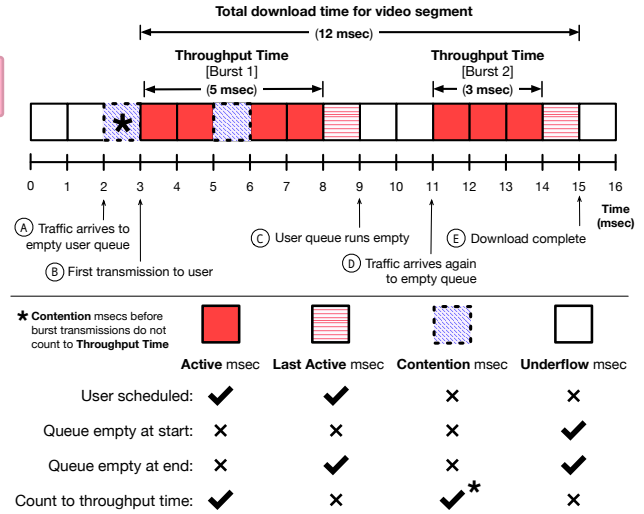 Total download time for video segment
(12 msec)
Throughput Time
[Burst 1]
(5 msec)
Throughput Time
[Burst 2]
(3 msec)
*
0 1 2 3 4 5 6 7 8 9 10 11 12 13 14 15 16
Time
(msec)
A Traffic arrives to
empty user queue
B First transmission to user
C User queue runs empty
D Traffic arrives again
to empty queue
E Download complete
* Contention msecs before
burst transmissions do not
count to Throughput Time
Active msec Last Active msec Contention msec Underflow msec
User scheduled: ✔ ✔ ✕ ✕
Queue empty at start: ✕ ✕ ✕ ✔
Queue empty at end: ✕ ✔ ✕ ✔
Count to throughput time: ✔ ✕ ✔* ✕